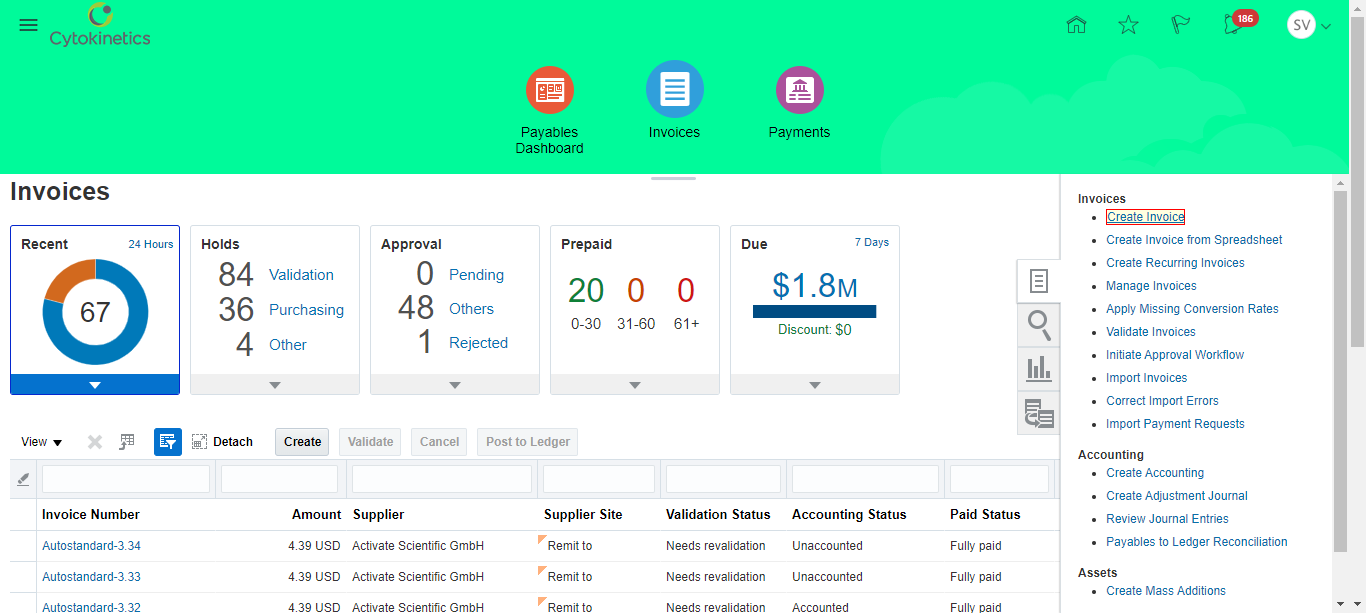 Cytokinetics
186
SV
Payables
Dashboard
Invoices
Payments
Invoices
Recent
24 Hours
67
Holds
84 Validation
36 Purchasing
4 Other
Approval
0 Pending
48 Others
1 Rejected
Prepaid
20 0 0
0-30 31-60 61+
Due
7 Days
$1.8M
Discount: $0
View
Detach
Create
Validate
Cancel
Post to Ledger
Invoice Number Amount Supplier Supplier Site Validation Status Accounting Status Paid Status
Autostandard-3.34 4.39 USD Activate Scientific GmbH Remit to Needs revalidation Unaccounted Fully paid
Autostandard-3.33 4.39 USD Activate Scientific GmbH Remit to Needs revalidation Unaccounted Fully paid
Autostandard-3.32 4.39 USD Activate Scientific GmbH Remit to Needs revalidation Accounted Fully paid
Invoices
Create Invoice
Create Invoice from Spreadsheet
Create Recurring Invoices
Manage Invoices
Apply Missing Conversion Rates
Validate Invoices
Initiate Approval Workflow
Import Invoices
Correct Import Errors
Import Payment Requests
Accounting
Create Accounting
Create Adjustment Journal
Review Journal Entries
Payables to Ledger Reconciliation
Assets
Create Mass Additions